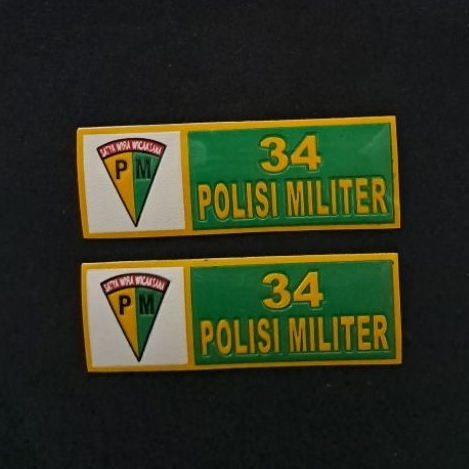 SATYA WIRA WICAKSANA
P M
34
POLISI MILITER
SATYA WIRA WICAKSANA
P M
34
POLISI MILITER